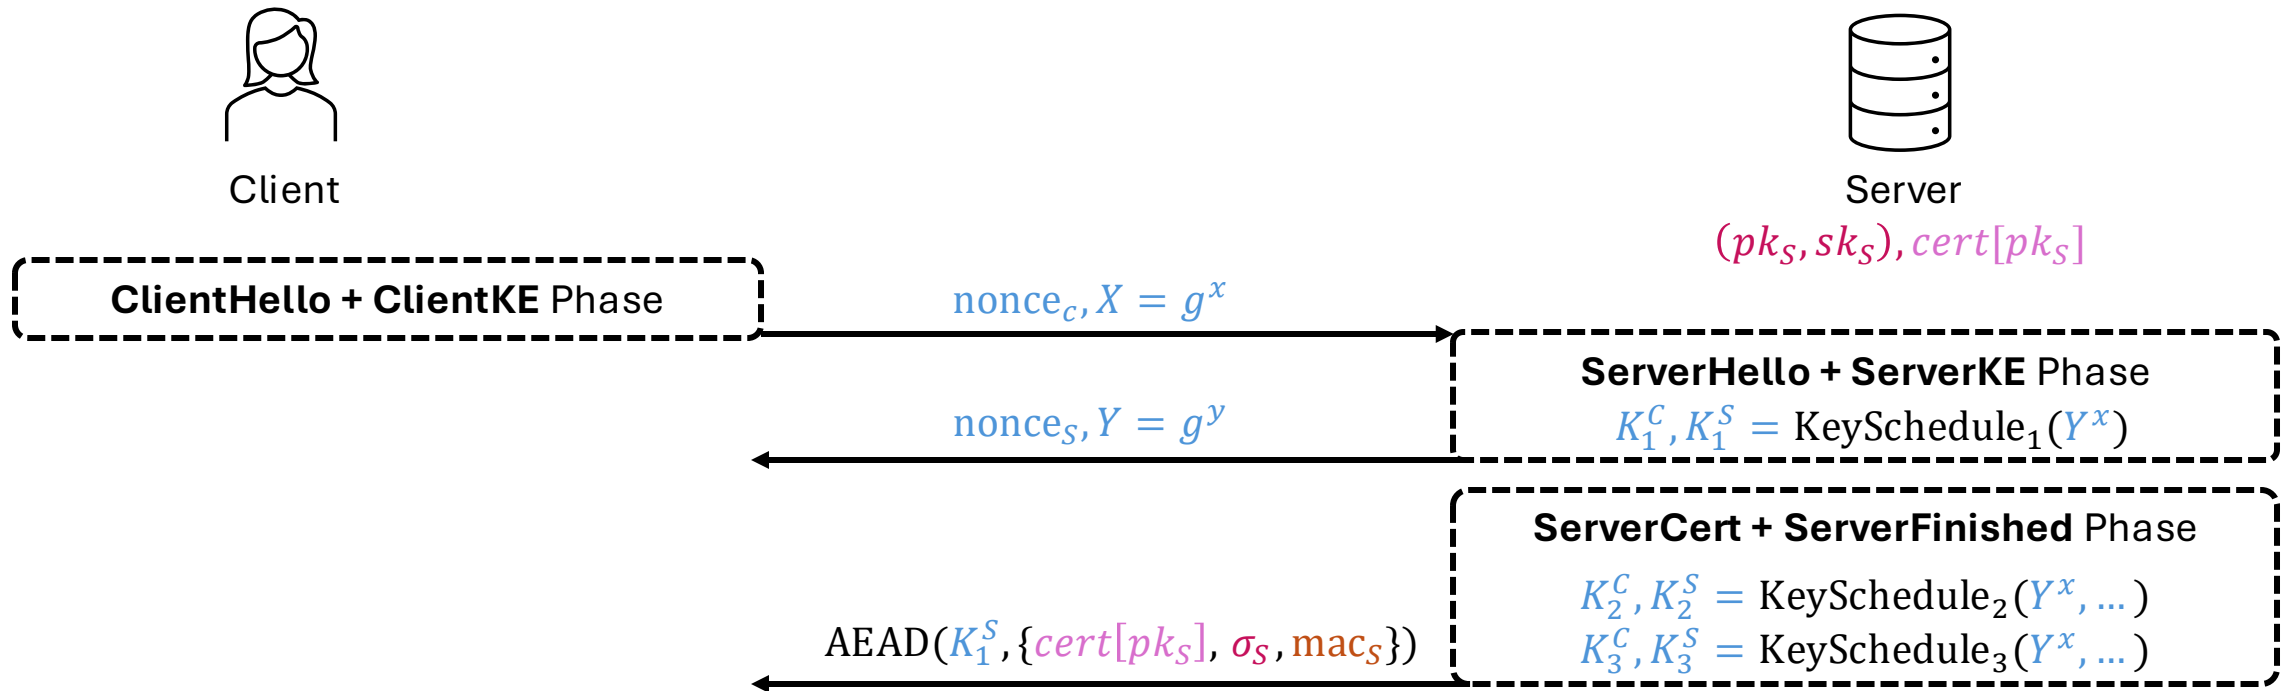 Client
Server
(pk_S, sk_S), cert[pk_S]
ClientHello + ClientKE Phase
nonce_c, X = g^x
ServerHello + ServerKE Phase
K_1^C, K_1^S = KeySchedule_1(Y^x)
nonce_S, Y = g^y
ServerCert + ServerFinished Phase
K_2^C, K_2^S = KeySchedule_2(Y^x, ...)
K_3^C, K_3^S = KeySchedule_3(Y^x, ...)
AEAD(K_1^S, {cert[pk_S], σ_S, mac_S})